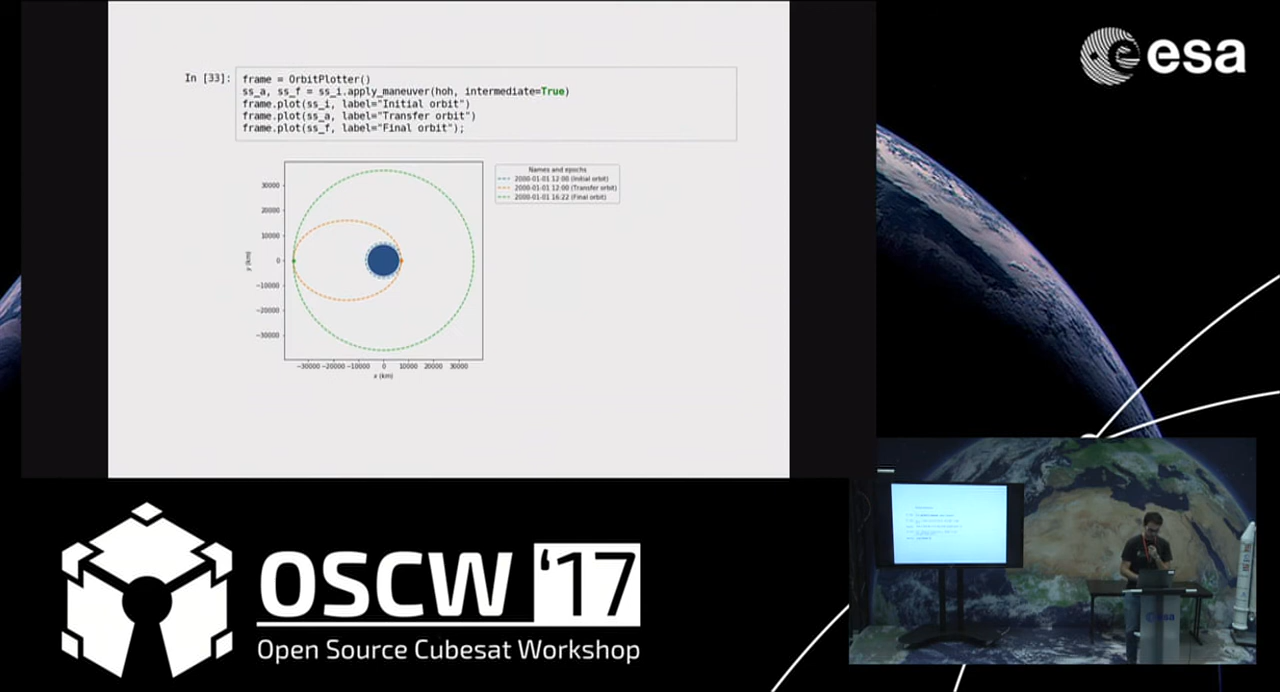 In [33]:
frame = OrbitPlotter()
ss_a, ss_f = ss_i.apply_maneuver(hoh, intermediate=True)
frame.plot(ss_i, label="Initial orbit")
frame.plot(ss_a, label="Transfer orbit")
frame.plot(ss_f, label="Final orbit");
Names and epochs
2000-01-01 12:00 (Initial orbit)
2000-01-01 12:00 (Transfer orbit)
2000-01-01 16:22 (Final orbit)
30000
20000
10000
0
−10000
−20000
−30000
y (km)
−30000 −20000 −10000 0 10000 20000 30000
x (km)
esa
OSCW '17
Open Source Cubesat Workshop
esa